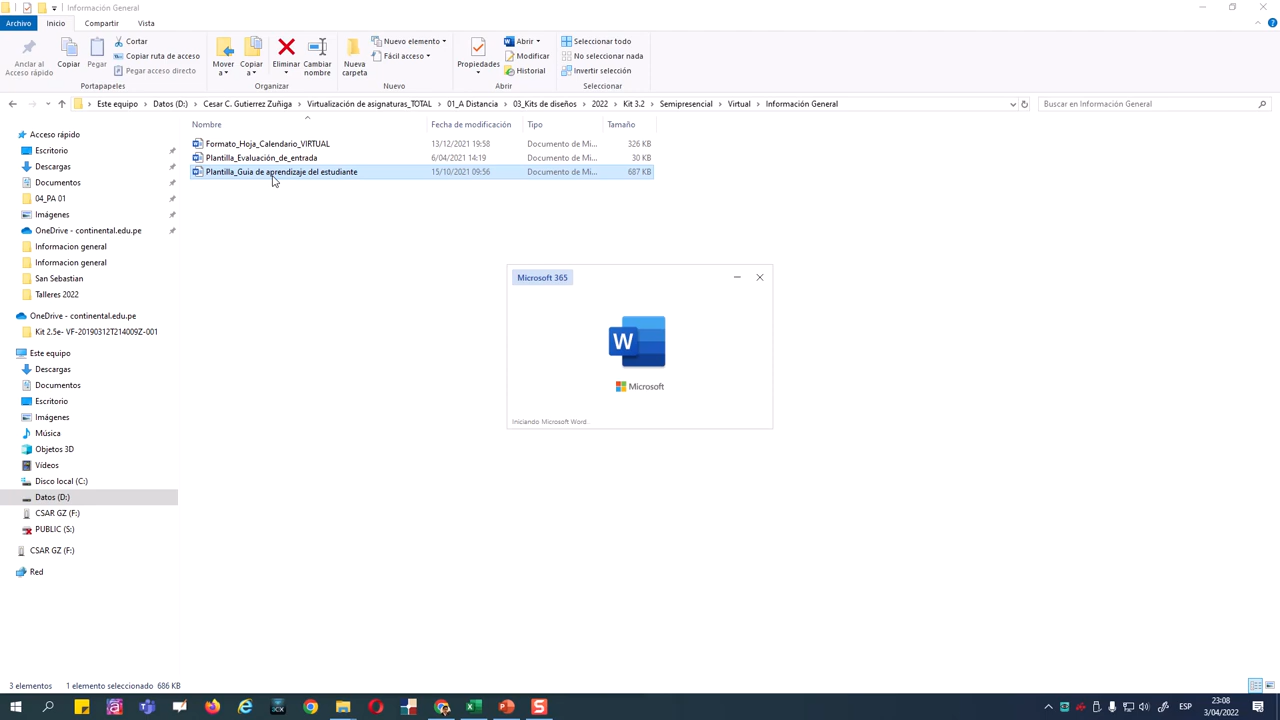 Información General
Archivo Inicio Compartir Vista
Anclar al Acceso rápido
Copiar
Pegar
Cortar
Copiar ruta de acceso
Pegar acceso directo
Mover a
Copiar a
Eliminar
Cambiar nombre
Nueva carpeta
Nuevo elemento
Fácil acceso
Propiedades
Abrir
Modificar
Historial
Seleccionar todo
No seleccionar nada
Invertir selección
Portapapeles Organizar Nuevo Abrir Seleccionar
Este equipo Datos (D:) Cesar C. Gutierrez Zuñiga Virtualización de asignaturas_TOTAL 01_A Distancia 03_Kits de diseños 2022 Kit 3.2 Semipresencial Virtual Información General
Buscar en Información General
Nombre Fecha de modificación Tipo Tamaño
Formato_Hoja_Calendario_VIRTUAL 13/12/2021 19:58 Documento de Mi... 326 KB
Plantilla_Evaluación_de_entrada 6/04/2021 14:19 Documento de Mi... 30 KB
Plantilla_Guia de aprendizaje del estudiante 15/10/2021 09:56 Documento de Mi... 687 KB
Acceso rápido
Escritorio
Descargas
Documentos
04_PA 01
Imágenes
OneDrive - continental.edu.pe
Informacion general
Informacion general
San Sebastian
Talleres 2022
OneDrive - continental.edu.pe
Kit 2.5e- VF-20190312T214009Z-001
Este equipo
Descargas
Documentos
Escritorio
Imágenes
Música
Objetos 3D
Vídeos
Disco local (C:)
Datos (D:)
CSAR GZ (F:)
PUBLIC (S:)
CSAR GZ (F:)
Red
Microsoft 365
W
Microsoft
Iniciando Microsoft Word..
3 elementos 1 elemento seleccionado 686 KB
ESP
23:08
3/04/2022